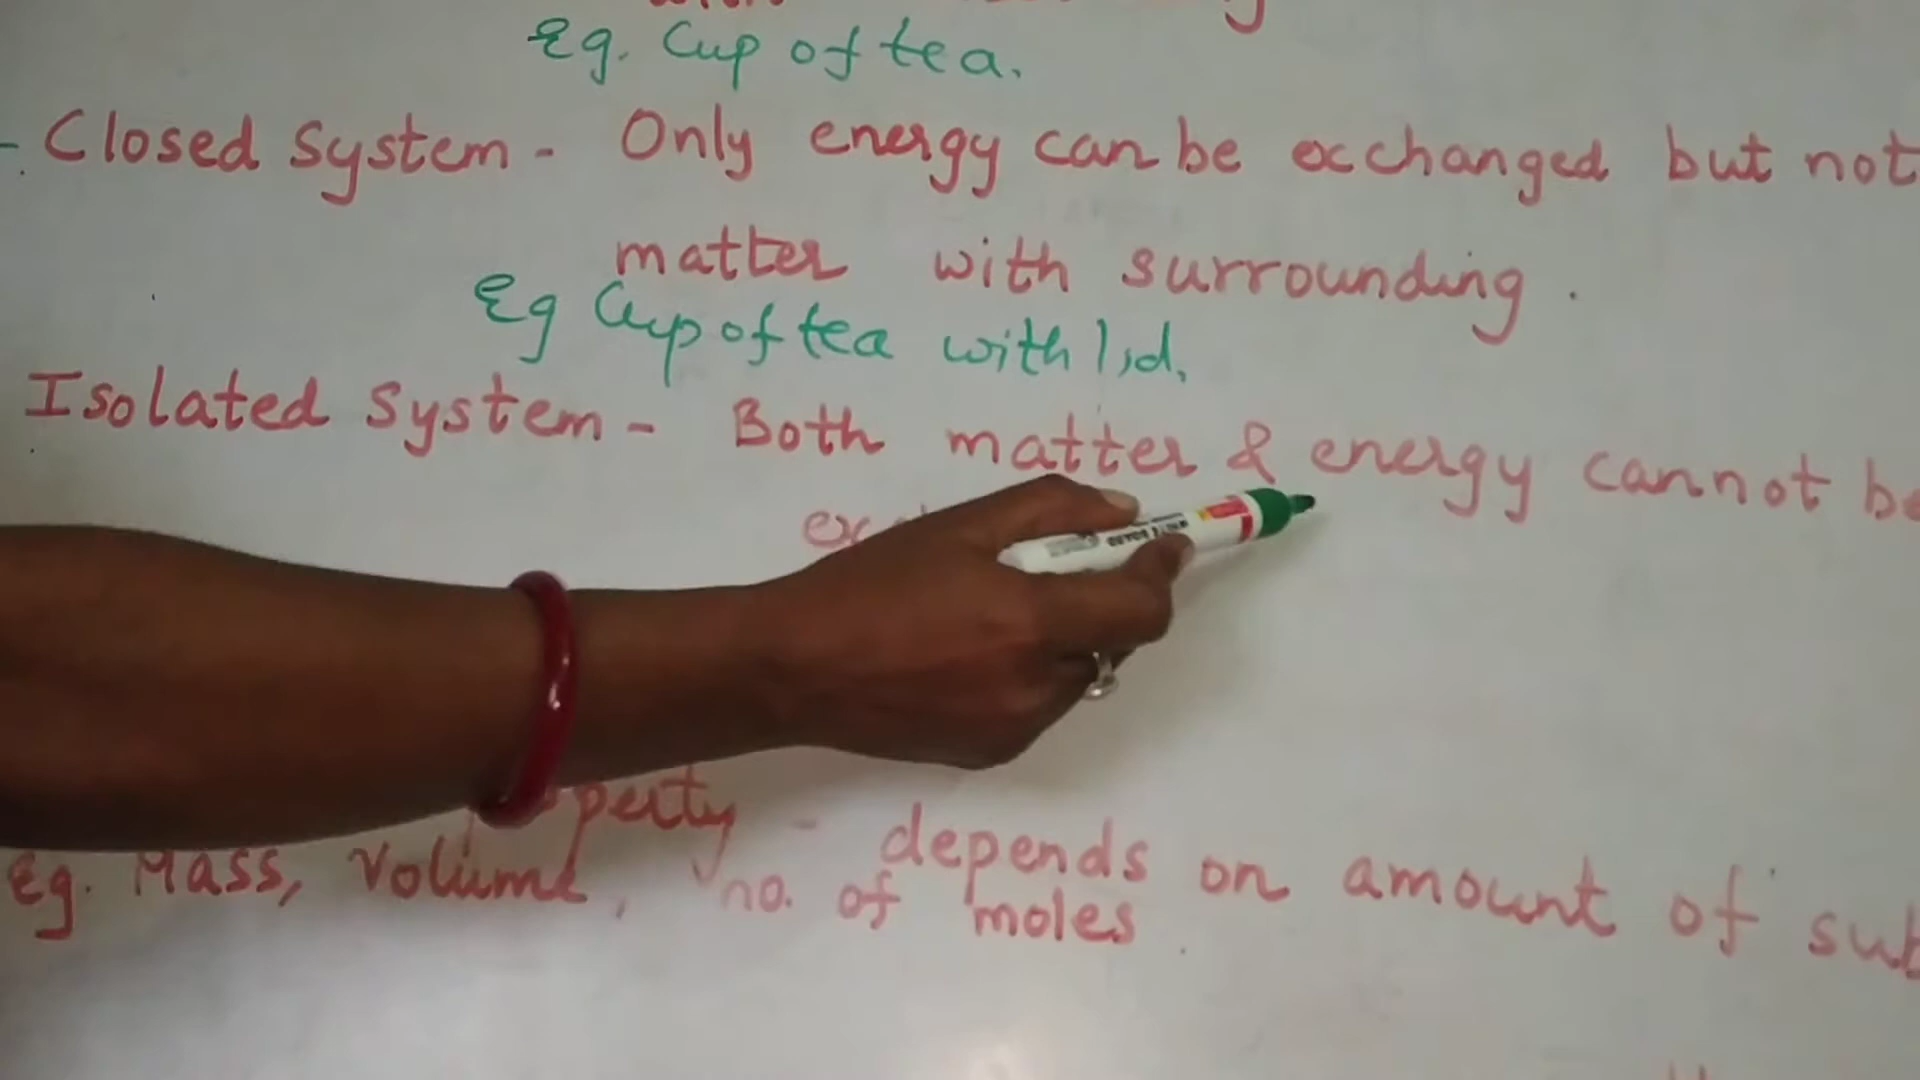 Eg. Cup of tea.
- Closed System - Only energy can be exchanged but not
matter with surrounding.
Eg Cup of tea with lid.
Isolated System - Both matter & energy cannot be
WHITE BOARD
- depends on amount of
Eg. Mass, Volume, no. of moles.